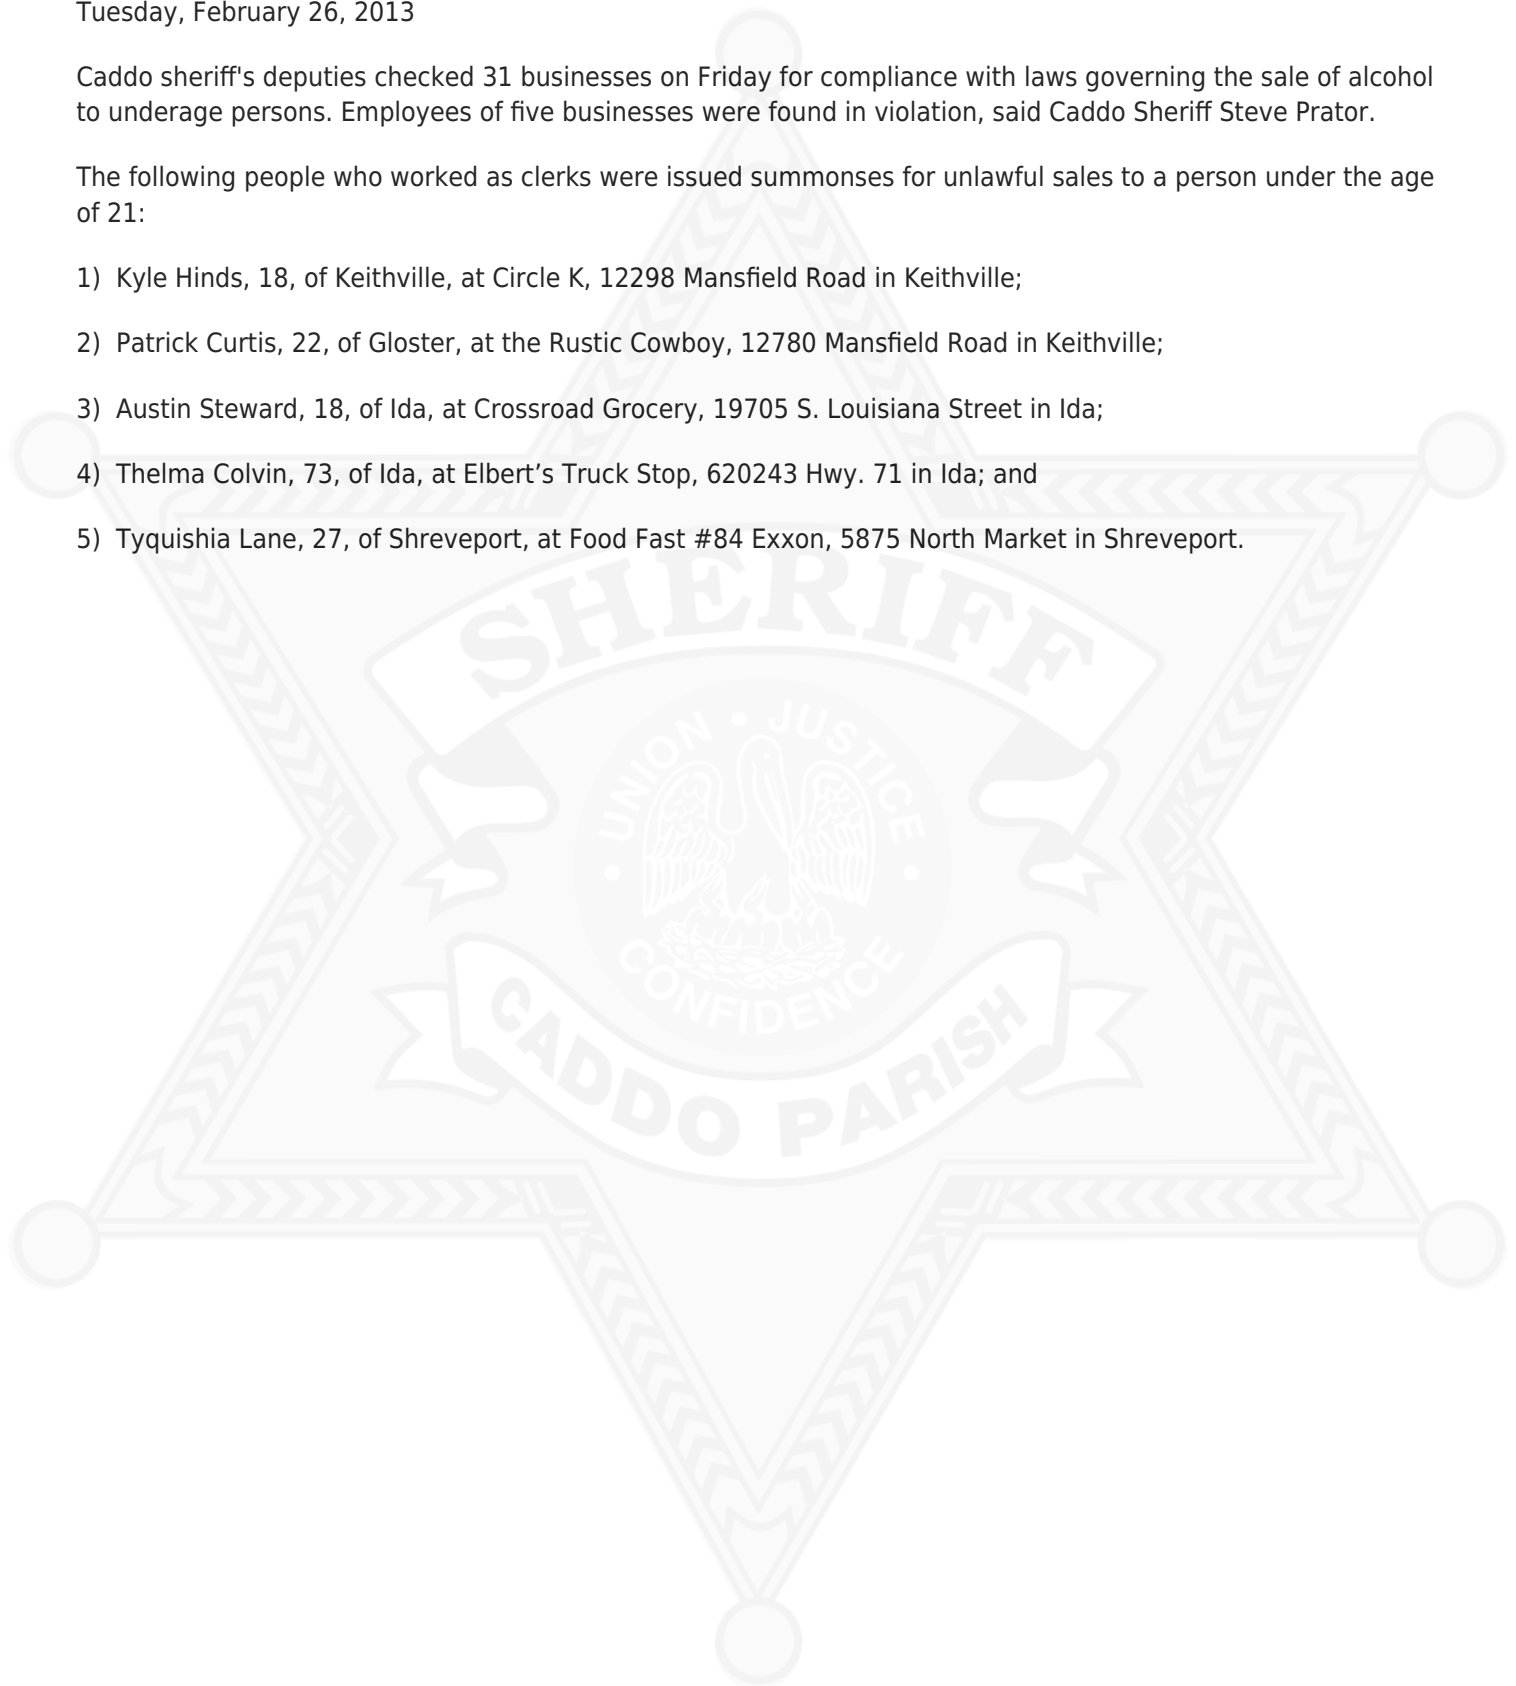 Tuesday, February 26, 2013
Caddo sheriff's deputies checked 31 businesses on Friday for compliance with laws governing the sale of alcohol
to underage persons. Employees of five businesses were found in violation, said Caddo Sheriff Steve Prator.
The following people who worked as clerks were issued summonses for unlawful sales to a person under the age
of 21:
1) Kyle Hinds, 18, of Keithville, at Circle K, 12298 Mansfield Road in Keithville;
2) Patrick Curtis, 22, of Gloster, at the Rustic Cowboy, 12780 Mansfield Road in Keithville;
3) Austin Steward, 18, of Ida, at Crossroad Grocery, 19705 S. Louisiana Street in Ida;
4) Thelma Colvin, 73, of Ida, at Elbert’s Truck Stop, 620243 Hwy. 71 in Ida; and
5) Tyquishia Lane, 27, of Shreveport, at Food Fast #84 Exxon, 5875 North Market in Shreveport.
SHERIFF
UNION • JUSTICE
• CONFIDENCE •
CADDO PARISH